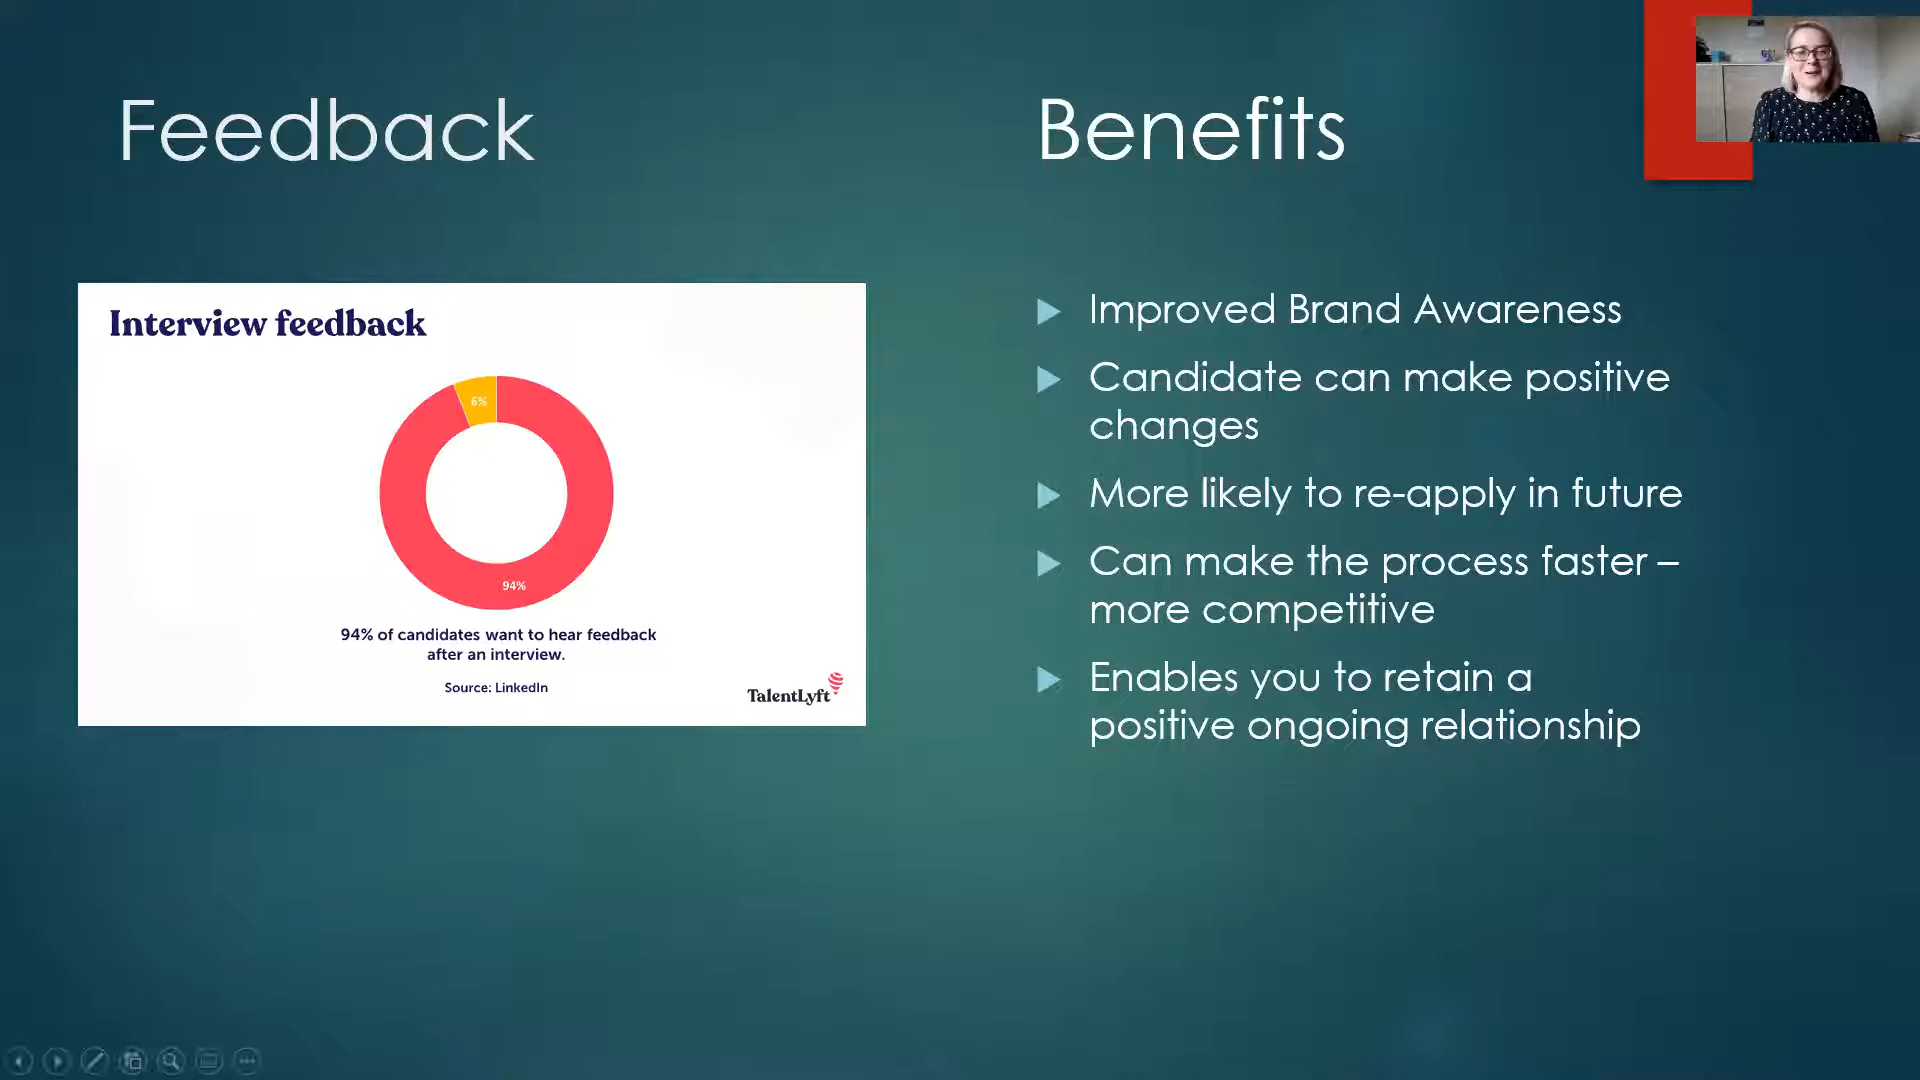 Feedback
Interview feedback
6%
94%
94% of candidates want to hear feedback
after an interview.
Source: LinkedIn
TalentLyft
Benefits
Improved Brand Awareness
Candidate can make positive
changes
More likely to re-apply in future
Can make the process faster –
more competitive
Enables you to retain a
positive ongoing relationship